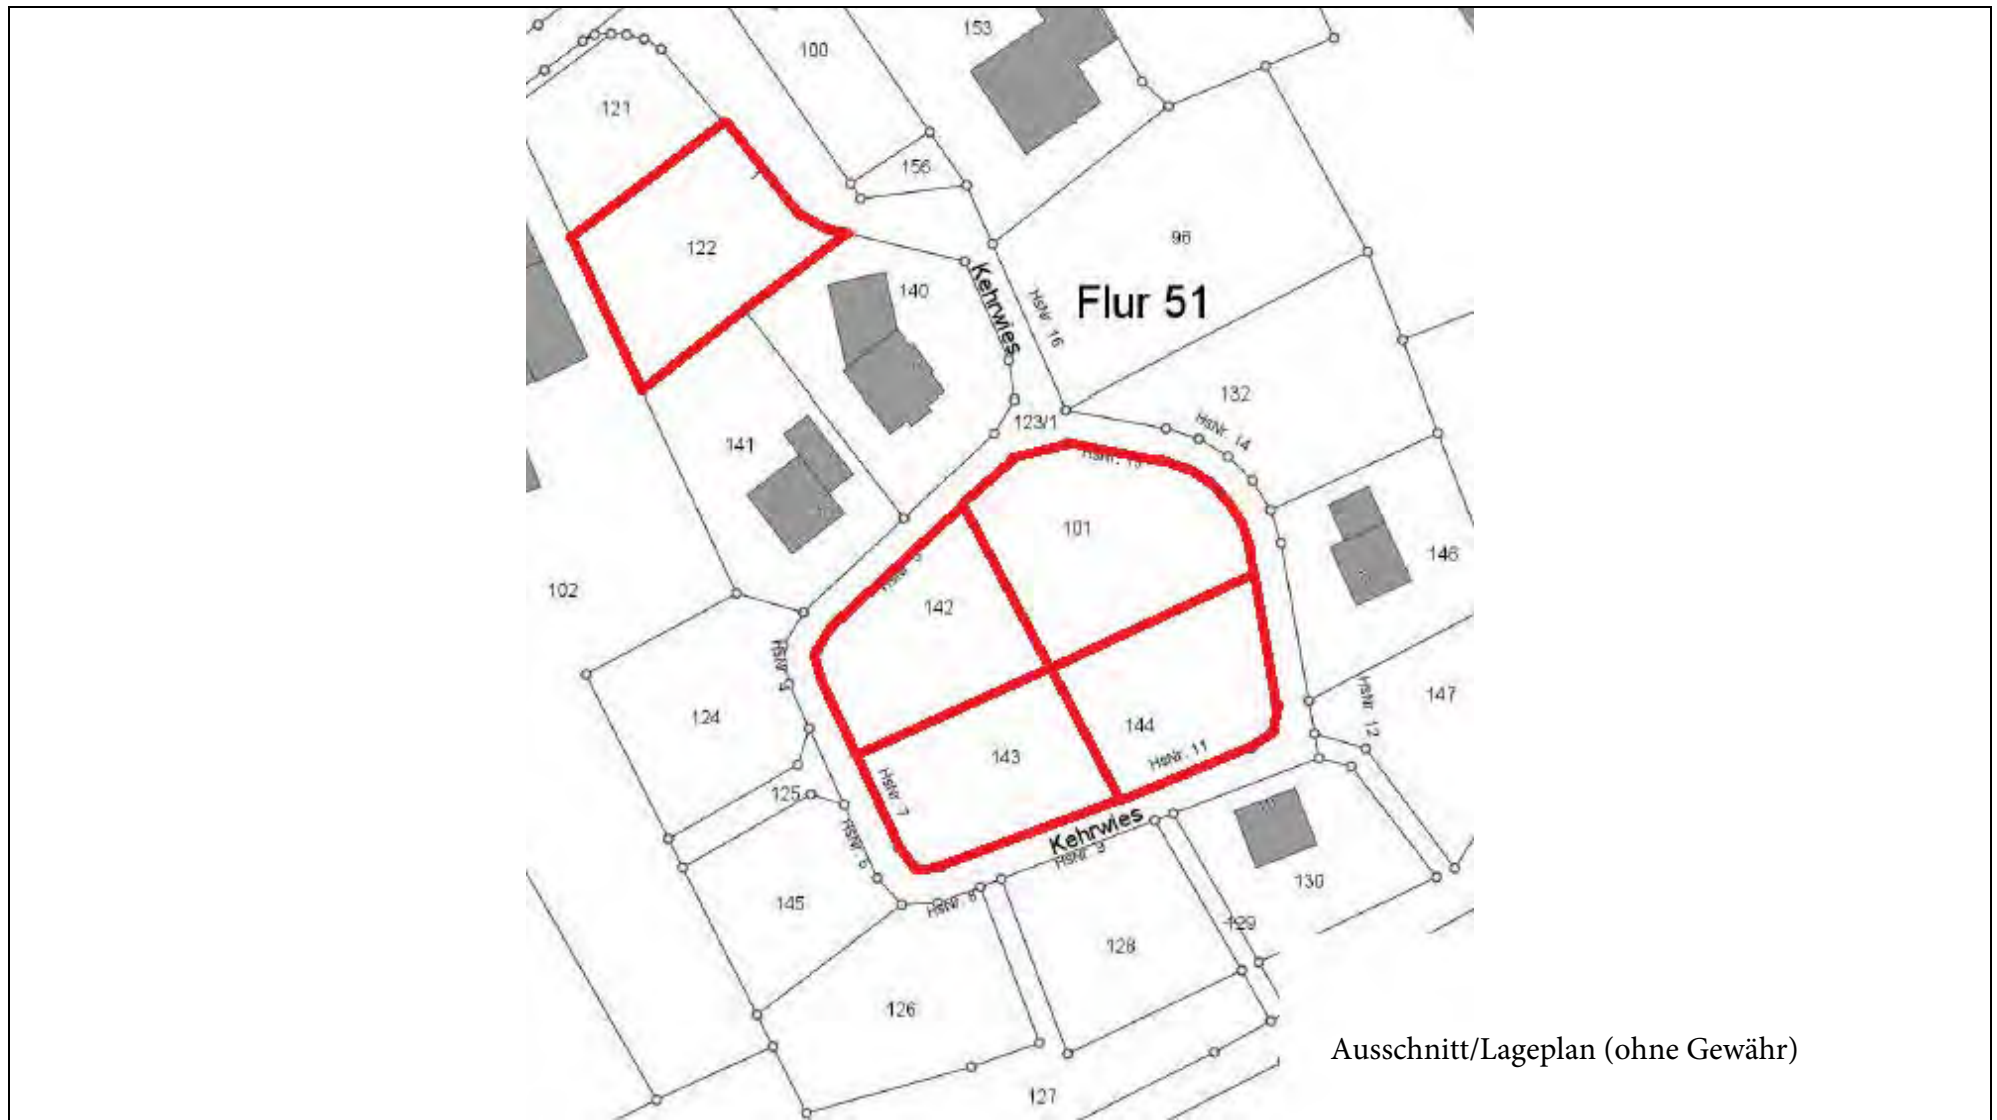 153
100
121
156
122
96
140
Kehrwies
HsNr. 16
Flur 51
132
123/1
HsNr. 14
141
101
146
102
142
HsNr. 4
147
HsNr. 12
124
144
143
HsNr. 11
HsNr. 7
125
Kehrwies
HsNr. 9
HsNr. 6
130
145
HsNr. 8
129
128
126
Ausschnitt/Lageplan (ohne Gewähr)
127